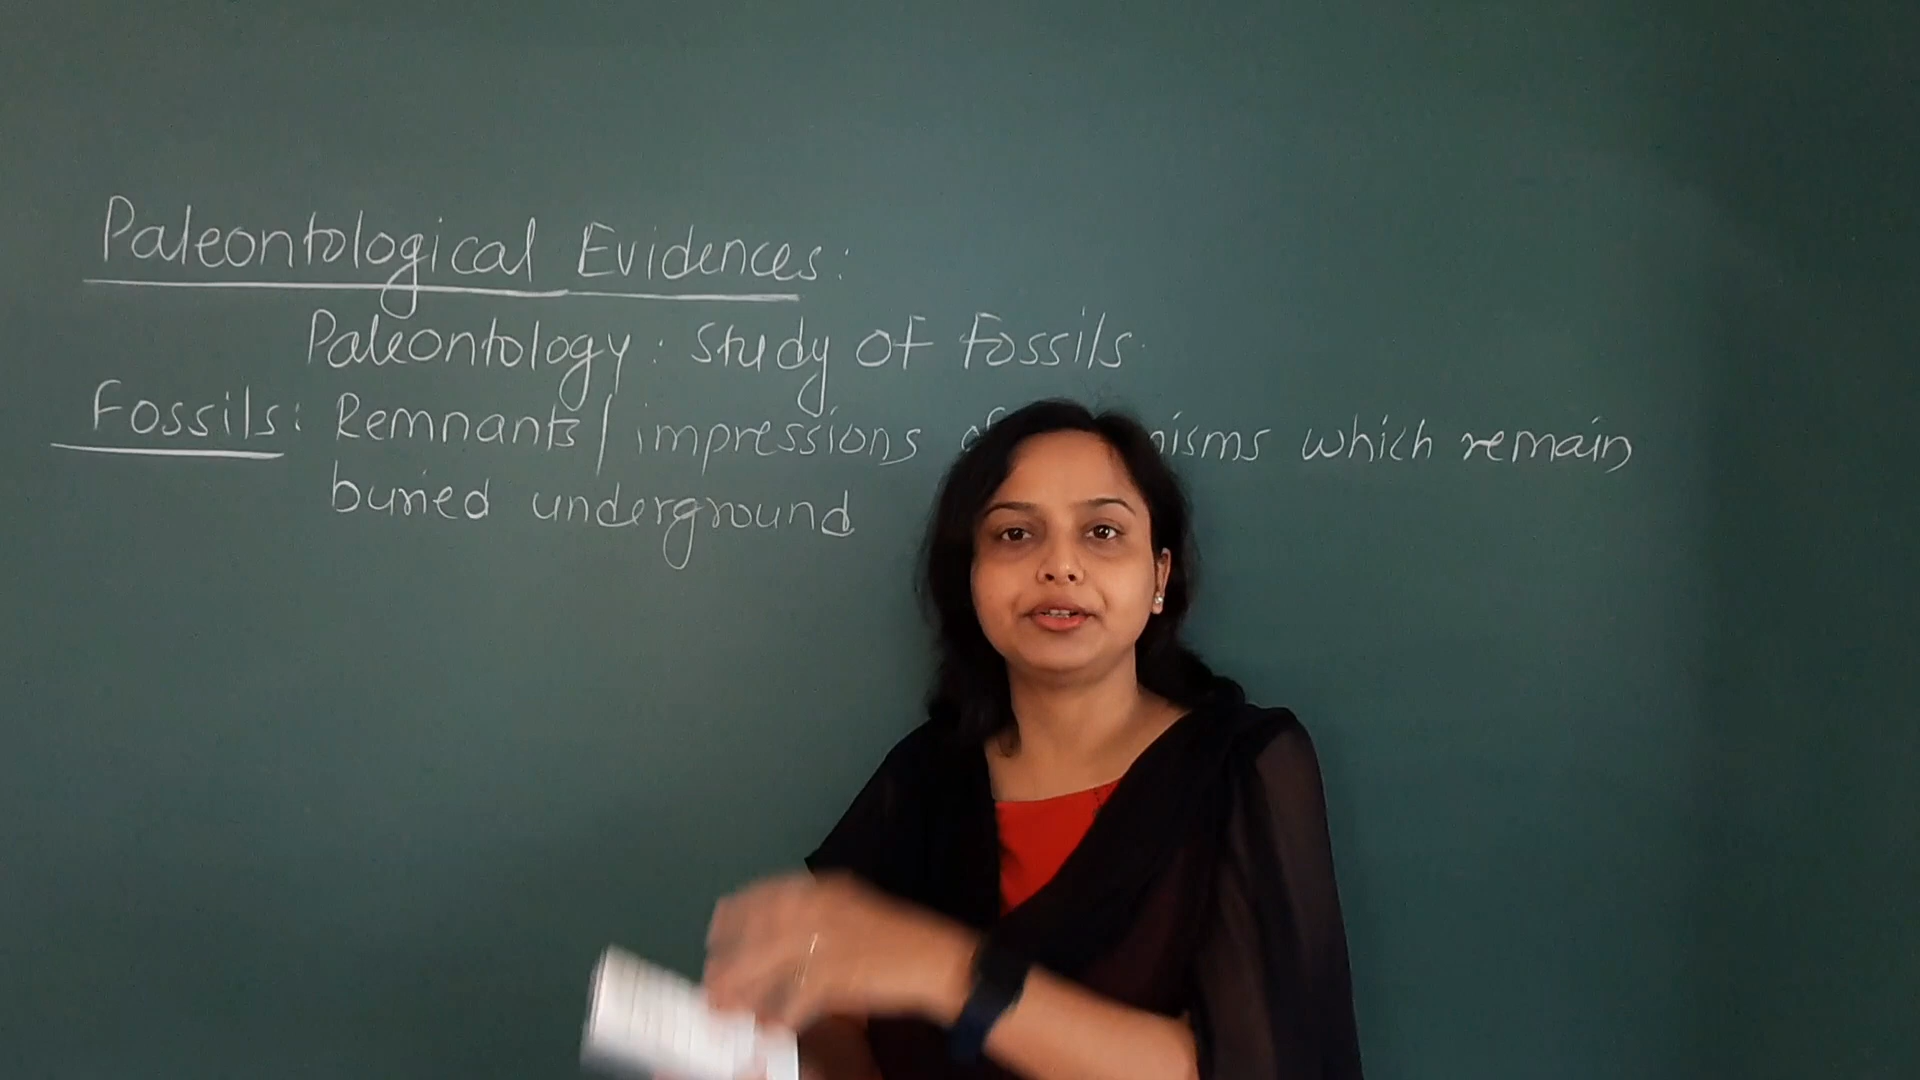 Paleontological Evidences:
Paleontology: Study of Fossils.
Fossils: Remnants/impressions which remain
buried underground